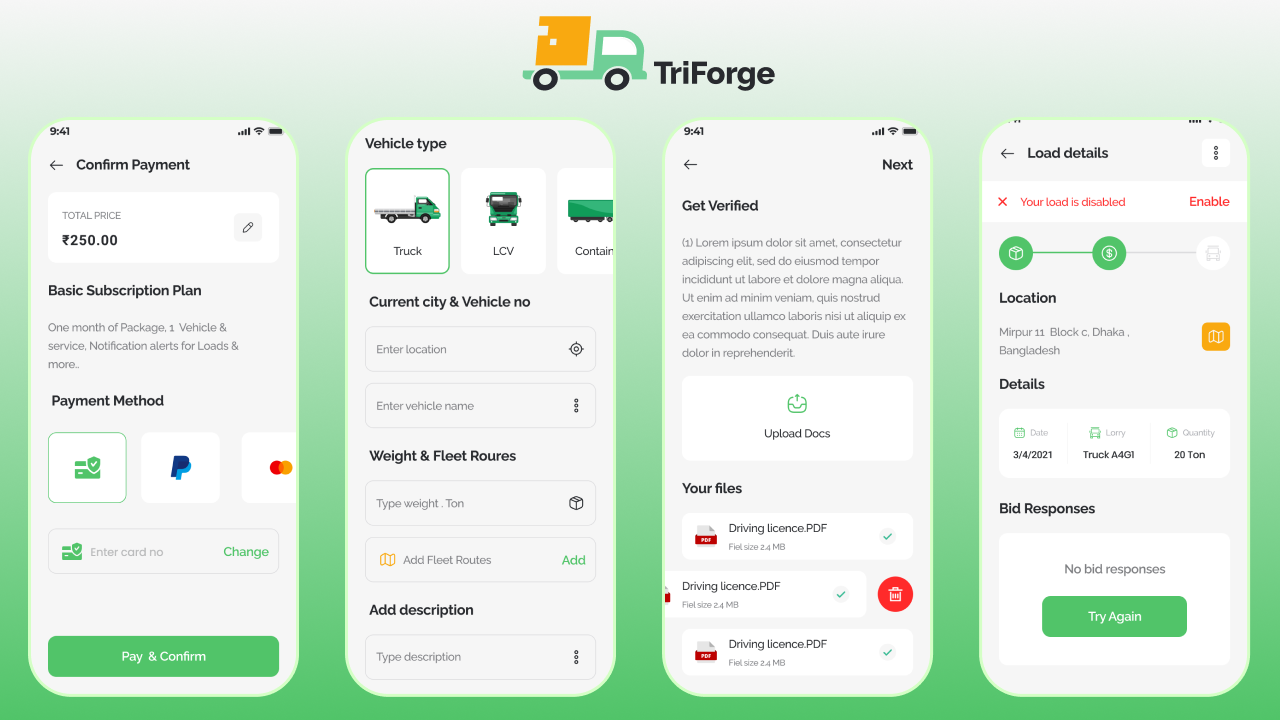 TriForge
9:41
Confirm Payment
TOTAL PRICE
₹250.00
Basic Subscription Plan
One month of Package, 1 Vehicle &
service, Notification alerts for Loads &
more..
Payment Method
Enter card no
Change
Pay & Confirm
Vehicle type
Truck
LCV
Contain
Current city & Vehicle no
Enter location
Enter vehicle name
Weight & Fleet Roures
Type weight . Ton
Add Fleet Routes
Add
Add description
Type description
9:41
Next
Get Verified
(1) Lorem ipsum dolor sit amet, consectetur
adipiscing elit, sed do eiusmod tempor
incididunt ut labore et dolore magna aliqua.
Ut enim ad minim veniam, quis nostrud
exercitation ullamco laboris nisi ut aliquip ex
ea commodo consequat. Duis aute irure
dolor in reprehenderit.
Upload Docs
Your files
PDF
Driving licence.PDF
Fiel size 2.4 MB
Driving licence.PDF
Fiel size 2.4 MB
PDF
Driving licence.PDF
Fiel size 2.4 MB
Load details
Your load is disabled
Enable
Location
Mirpur 11 Block c, Dhaka ,
Bangladesh
Details
Date
Lorry
Quantity
3/4/2021
Truck A4G1
20 Ton
Bid Responses
No bid responses
Try Again